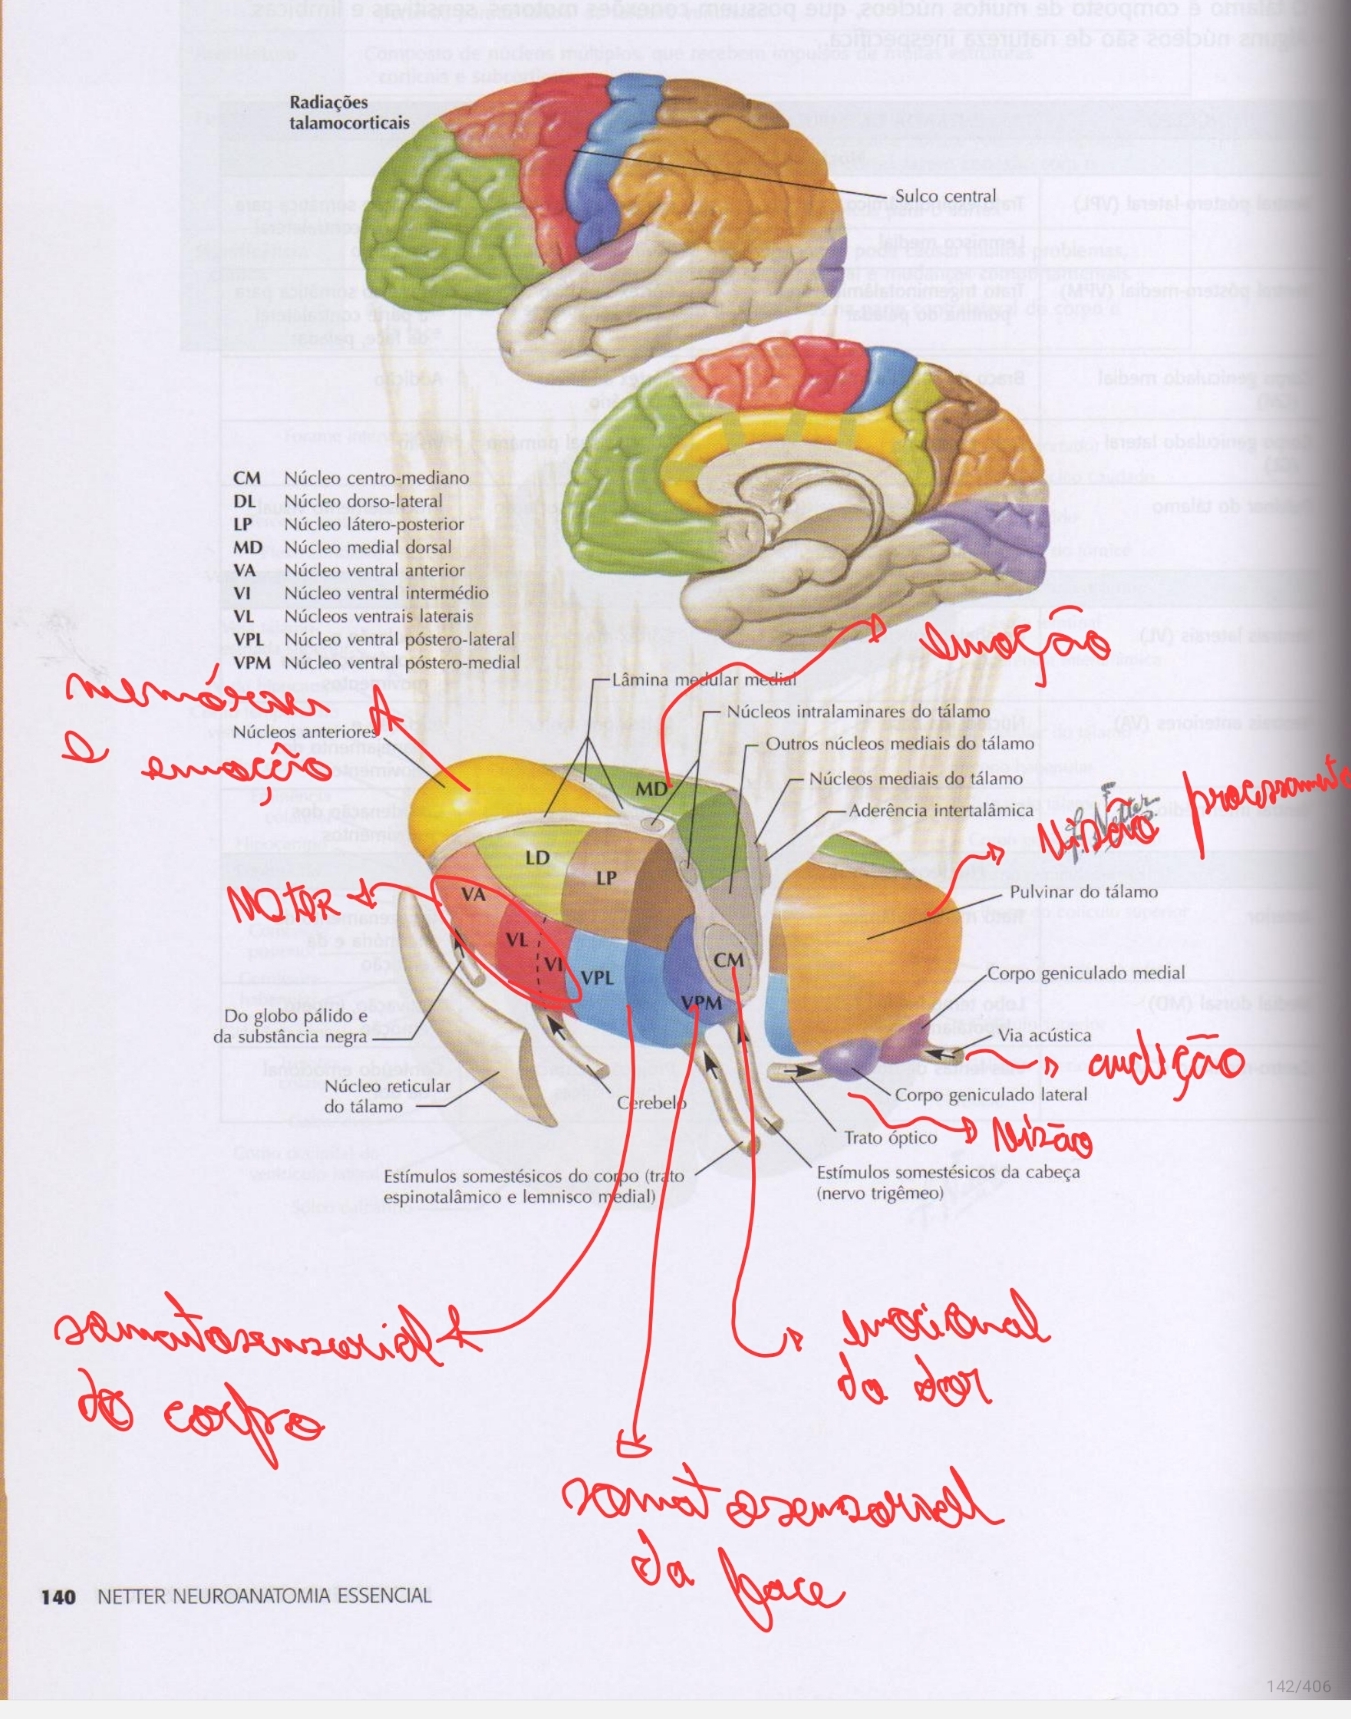 Radiações
talamocorticais
Sulco central
CM Núcleo centro-mediano
DL Núcleo dorso-lateral
LP Núcleo látero-posterior
MD Núcleo medial dorsal
VA Núcleo ventral anterior
VI Núcleo ventral intermédio
VL Núcleos ventrais laterais
VPL Núcleo ventral póstero-lateral
VPM Núcleo ventral póstero-medial
emoção
Lâmina medular medial
memórias
e emoção
Núcleos anteriores
Núcleos intralaminares do tálamo
Outros núcleos mediais do tálamo
Núcleos mediais do tálamo
Aderência intertalâmica
MD
LD
LP
VA
VL
VI
VPL
VPM
CM
MOTOR
visão processamento
Pulvinar do tálamo
Corpo geniculado medial
Via acústica
audição
Corpo geniculado lateral
Trato óptico
visão
Do globo pálido e
da substância negra
Núcleo reticular
do tálamo
Cerebelo
Estímulos somestésicos do corpo (trato
espinotalâmico e lemnisco medial)
Estímulos somestésicos da cabeça
(nervo trigêmeo)
somatosensorial
do corpo
emocional
da dor
somatosensorial
da face
140 NETTER NEUROANATOMIA ESSENCIAL
142/406